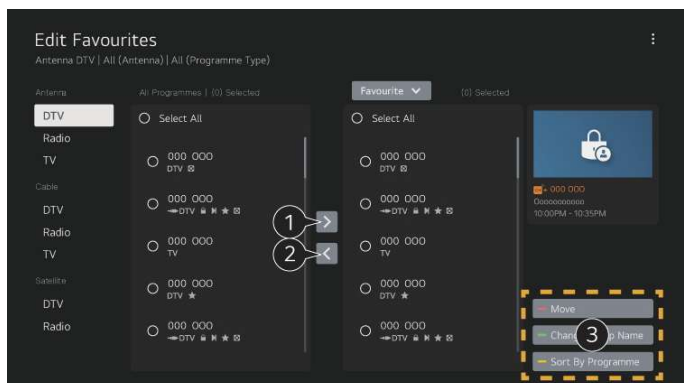 Edit Favourites
Antenna DTV | All (Antenna) | All (Programme Type)
Antenna
DTV
Radio
TV
Cable
DTV
Radio
TV
Satellite
DTV
Radio
All Programmes | (0) Selected
Select All
000 000
DTV
000 000
DTV
000 000
TV
000 000
DTV
000 000
DTV
1
2
Favourite
(0) Selected
Select All
000 000
DTV
000 000
DTV
000 000
TV
000 000
DTV
000 000
DTV
000 000
Oooooooooo
10:00PM - 10:35PM
Move
3
Name
Sort By Programme